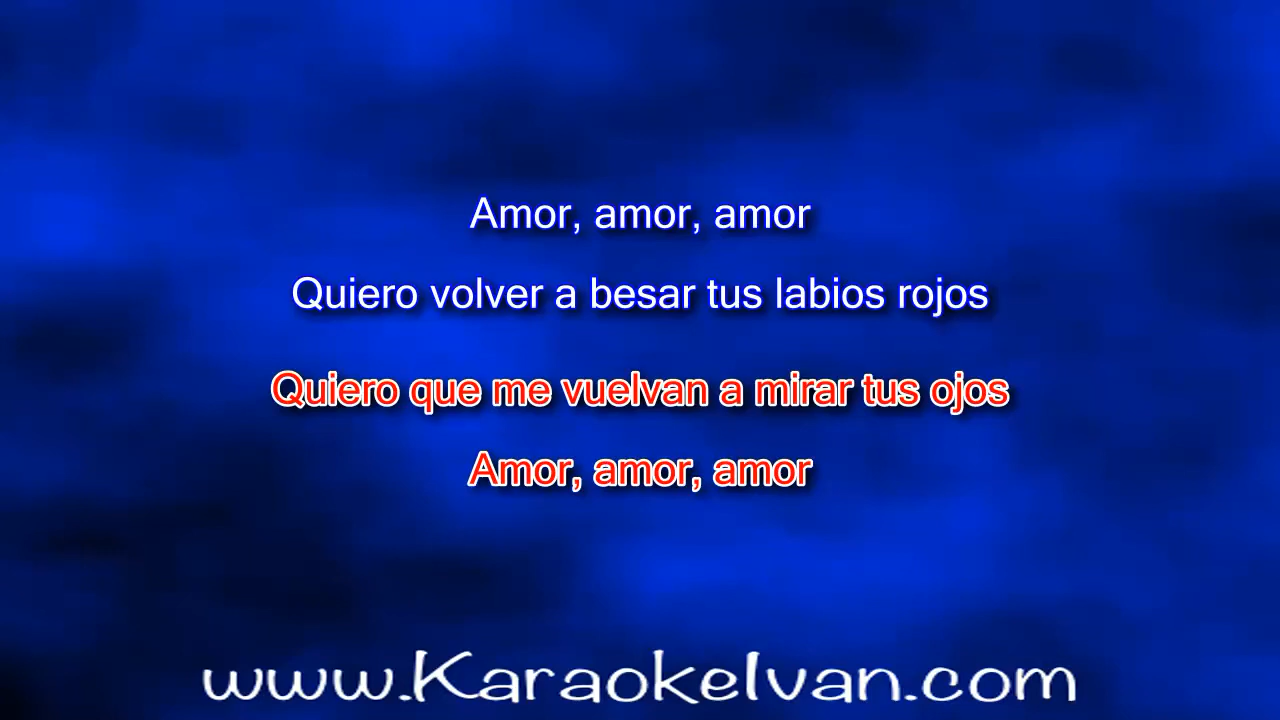 Amor, amor, amor
Quiero volver a besar tus labios rojos
Quiero que me vuelvan a mirar tus ojos
Amor, amor, amor
www.KaraokeIvan.com